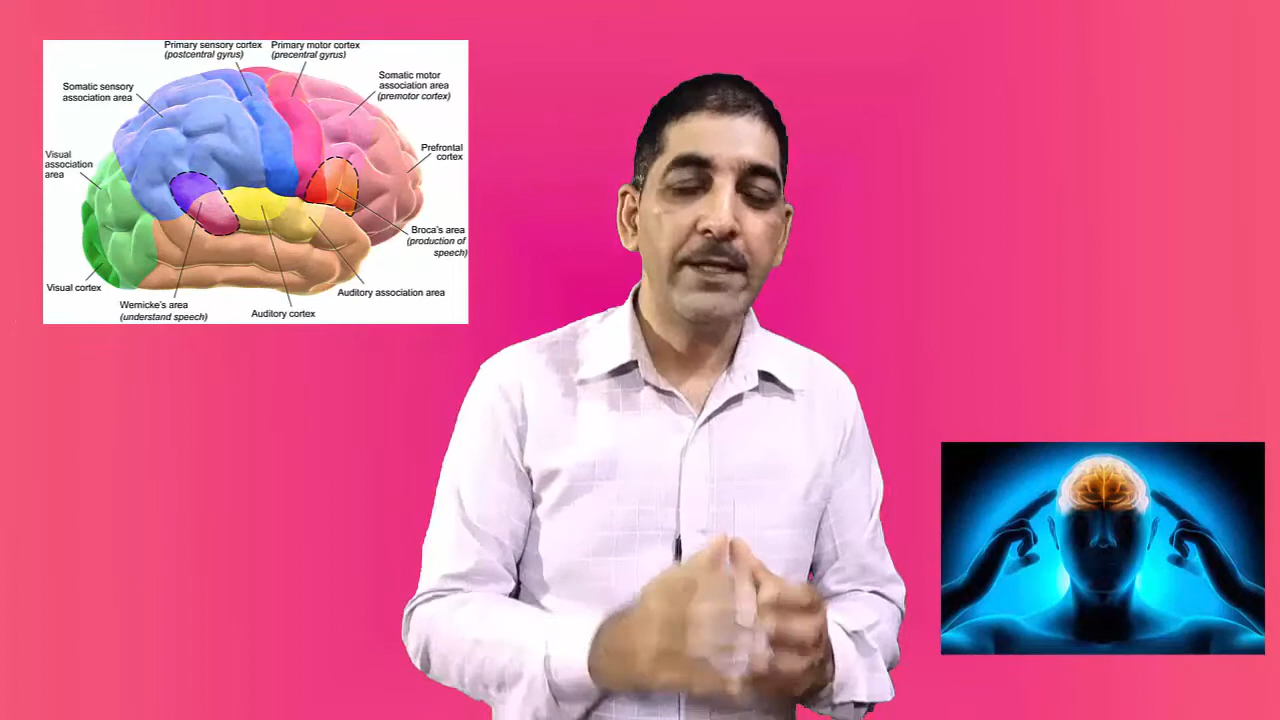 Primary sensory cortex
(postcentral gyrus)
Primary motor cortex
(precentral gyrus)
Somatic sensory
association area
Somatic motor
association area
(premotor cortex)
Visual
association
area
Prefrontal
cortex
Broca's area
(production of
speech)
Visual cortex
Auditory association area
Wernicke's area
(understand speech)
Auditory cortex